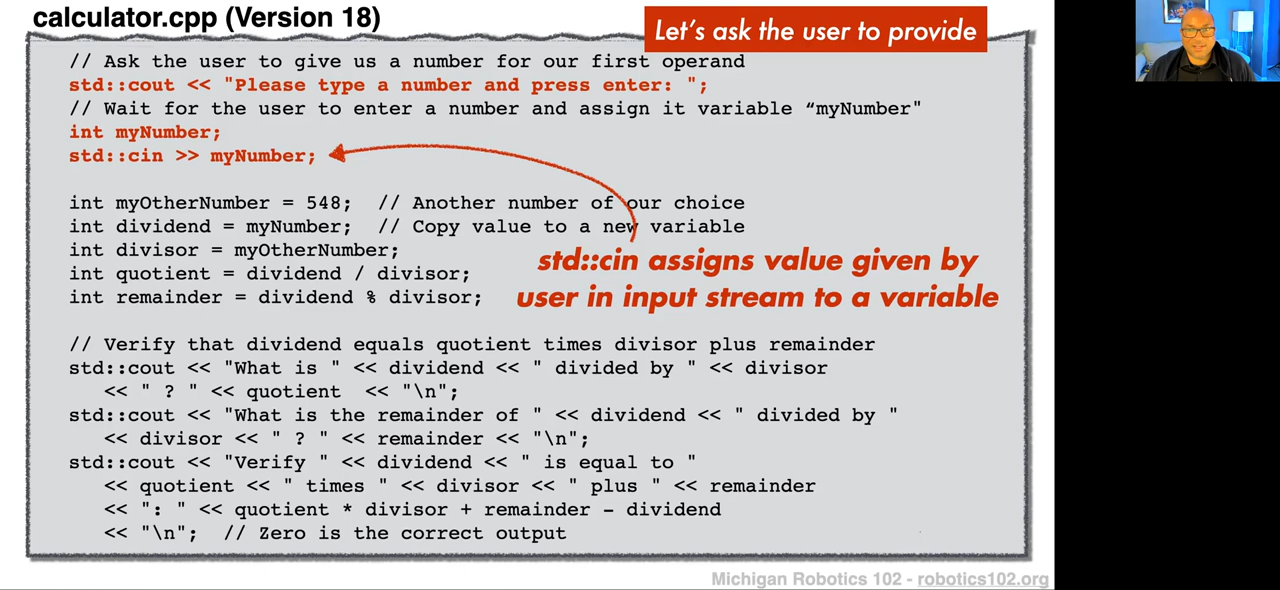 calculator.cpp (Version 18)
Let's ask the user to provide
// Ask the user to give us a number for our first operand
std::cout << "Please type a number and press enter: ";
// Wait for the user to enter a number and assign it variable “myNumber"
int myNumber;
std::cin >> myNumber;
int myOtherNumber = 548;  // Another number of our choice
int dividend = myNumber;  // Copy value to a new variable
int divisor = myOtherNumber;
int quotient = dividend / divisor;
int remainder = dividend % divisor;
std::cin assigns value given by
user in input stream to a variable
// Verify that dividend equals quotient times divisor plus remainder
std::cout << "What is " << dividend << " divided by " << divisor
   << " ? " << quotient  << "\n";
std::cout << "What is the remainder of " << dividend << " divided by "
   << divisor << " ? " << remainder << "\n";
std::cout << "Verify " << dividend << " is equal to "
   << quotient << " times " << divisor << " plus " << remainder
   << ": " << quotient * divisor + remainder - dividend
   << "\n";  // Zero is the correct output
Michigan Robotics 102 - robotics102.org